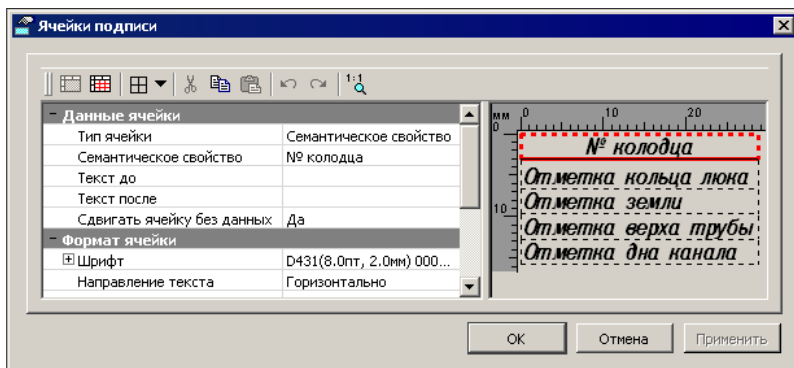 Ячейки подписи
1:1
Данные ячейки
Тип ячейки Семантическое свойство
Семантическое свойство № колодца
Текст до
Текст после
Сдвигать ячейку без данных Да
Формат ячейки
Шрифт D431(8.0пт, 2.0мм) 000...
Направление текста Горизонтально
мм 0 10 20
0
10
№ колодца
Отметка кольца люка
Отметка земли
Отметка верха трубы
Отметка дна канала
ОК Отмена Применить